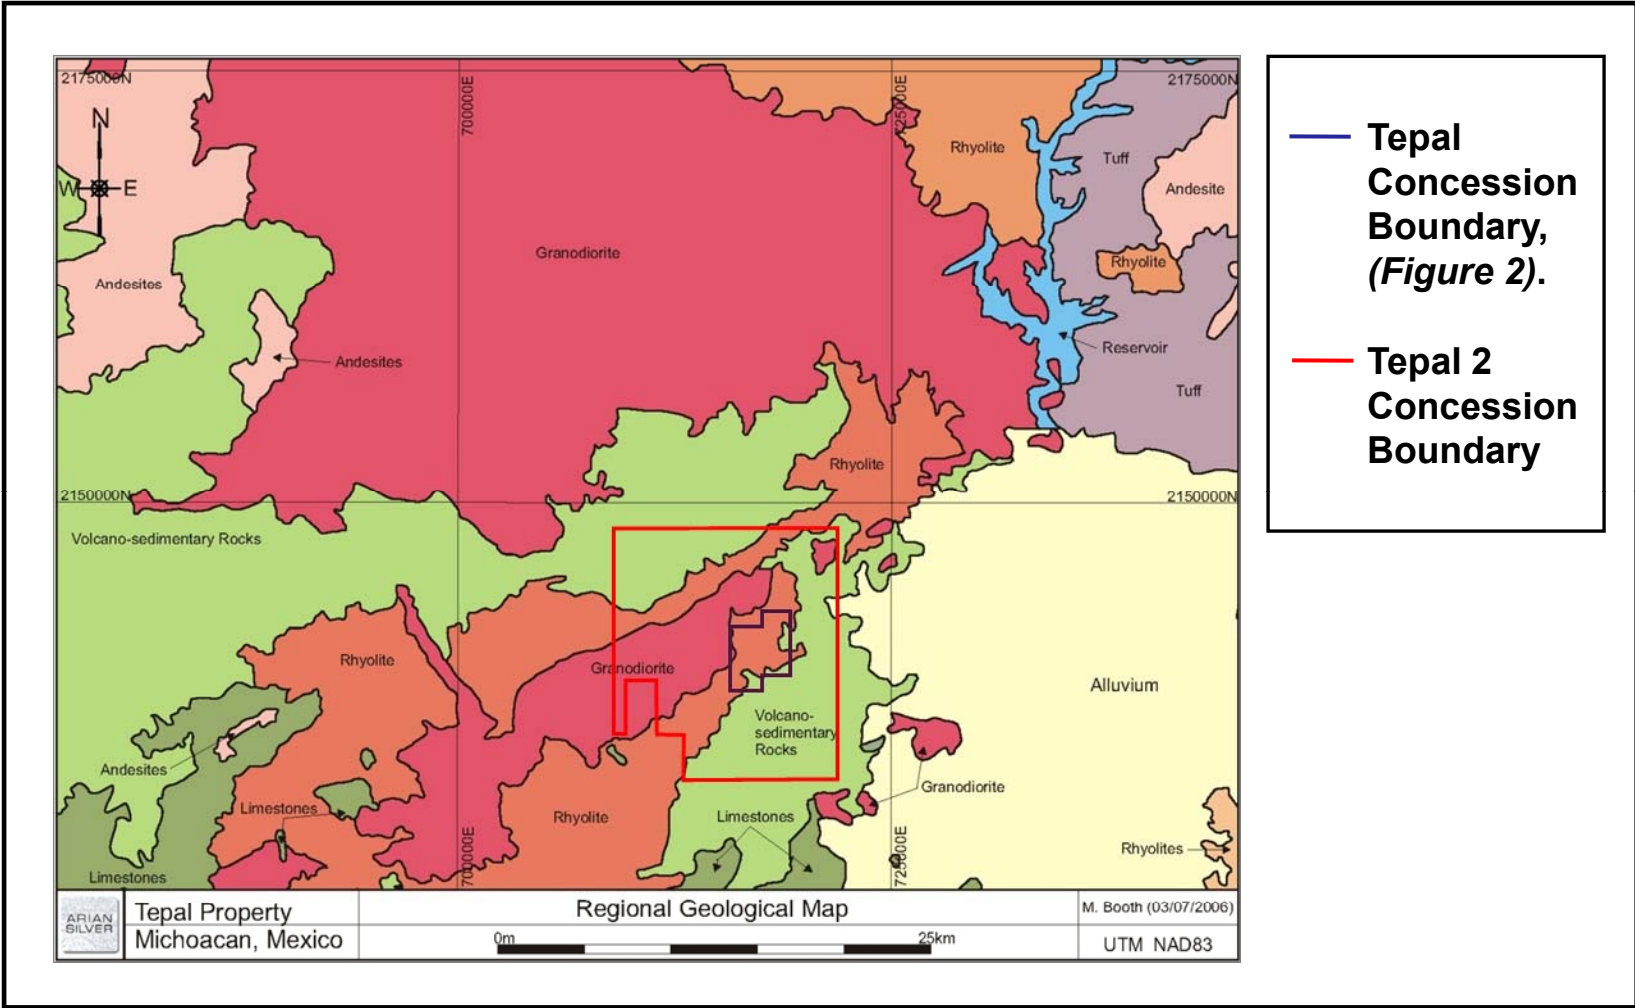 2175000N
700000E
725000E
2175000N
N
W
E
Rhyolite
Tuff
Andesite
Granodiorite
Rhyolite
Andesites
Reservoir
Andesites
Tuff
Rhyolite
2150000N
2150000N
Volcano-sedimentary Rocks
Rhyolite
Granodiorite
Alluvium
Volcano-
sedimentary
Rocks
Andesites
Granodiorite
Limestones
Rhyolite
Limestones
Rhyolites
Limestones
700000E
725000E
ARIAN
SILVER
Tepal Property
Michoacan, Mexico
Regional Geological Map
0m
25km
M. Booth (03/07/2006)
UTM NAD83
Tepal
Concession
Boundary,
(Figure 2).
Tepal 2
Concession
Boundary